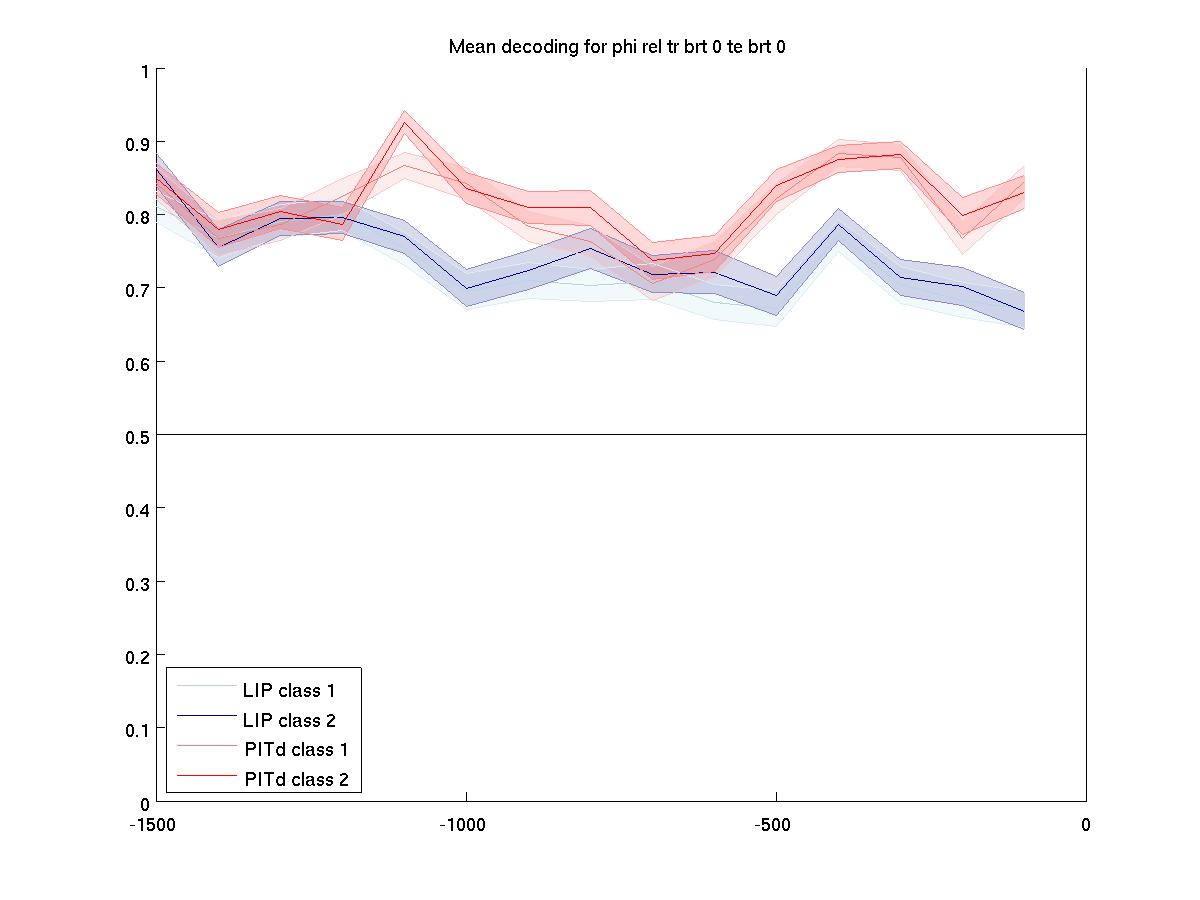 Mean decoding for phi rel tr brt 0 te brt 0
1
0.9
0.8
0.7
0.6
0.5
0.4
0.3
0.2
0.1
0
LIP class 1
LIP class 2
PITd class 1
PITd class 2
-1500 -1000 -500 0